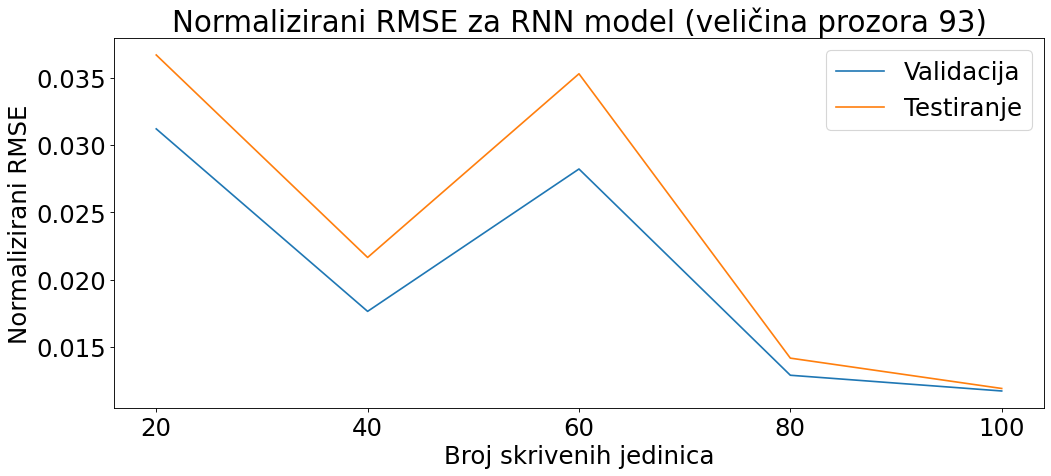 Normalizirani RMSE za RNN model (veličina prozora 93)
Validacija
Testiranje
Normalizirani RMSE
0.035
0.030
0.025
0.020
0.015
20 40 60 80 100
Broj skrivenih jedinica